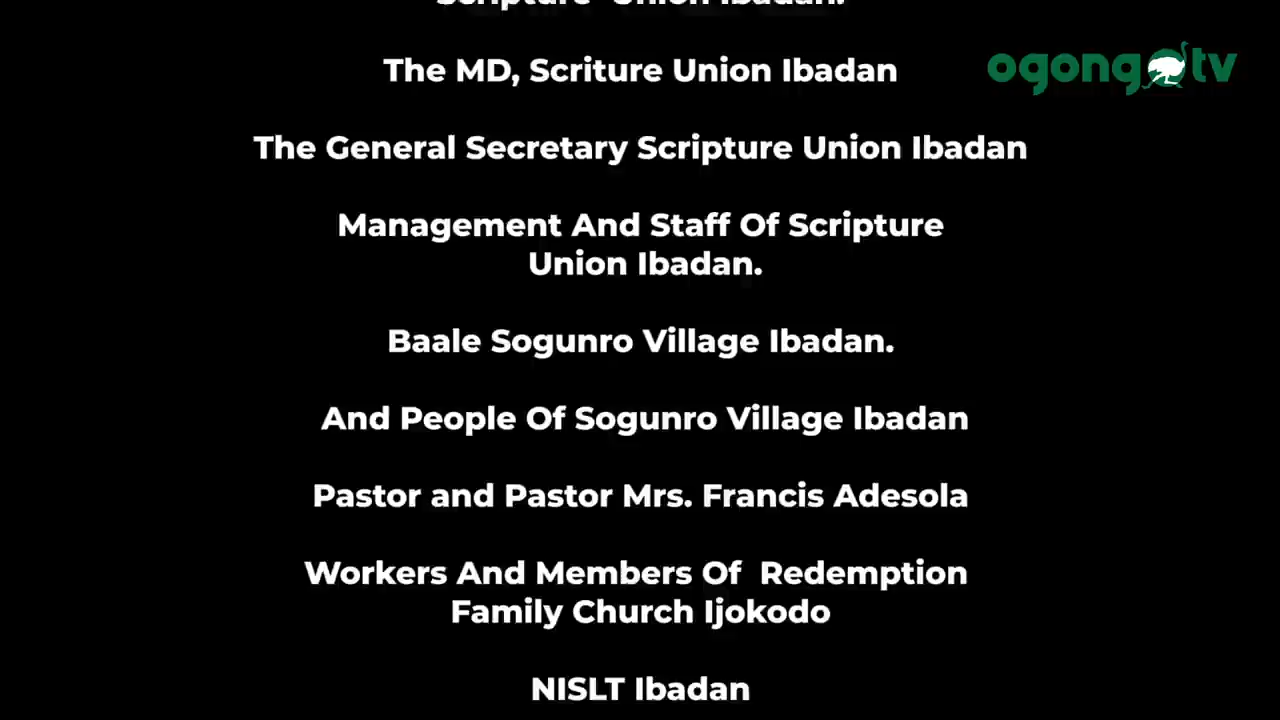 Scripture Union Ibadan.
The MD, Scriture Union Ibadan
ogongotv
The General Secretary Scripture Union Ibadan
Management And Staff Of Scripture
Union Ibadan.
Baale Sogunro Village Ibadan.
And People Of Sogunro Village Ibadan
Pastor and Pastor Mrs. Francis Adesola
Workers And Members Of Redemption
Family Church Ijokodo
NISLT Ibadan